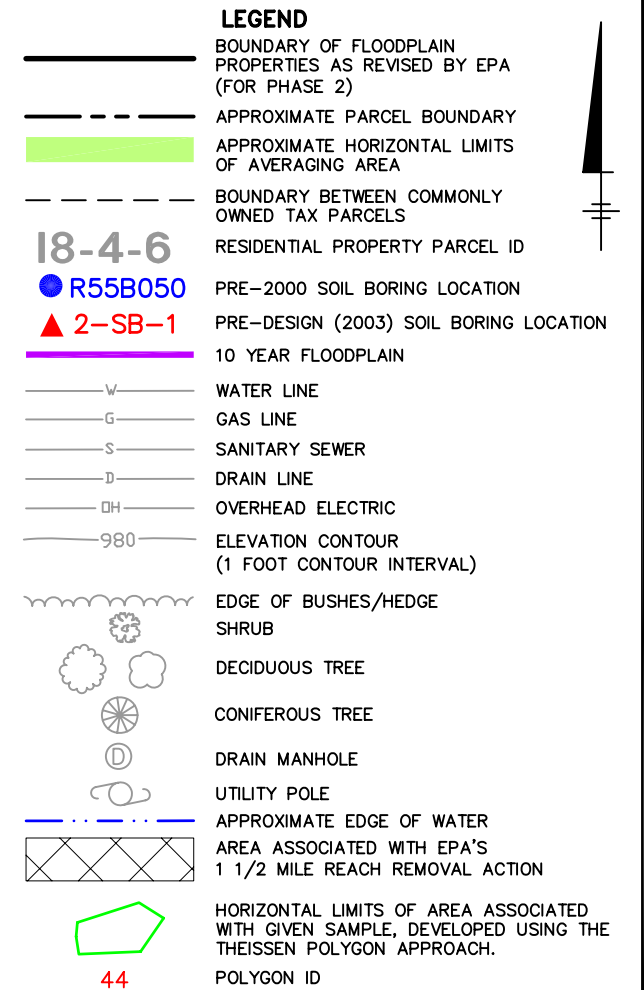 LEGEND
BOUNDARY OF FLOODPLAIN
PROPERTIES AS REVISED BY EPA
(FOR PHASE 2)
APPROXIMATE PARCEL BOUNDARY
APPROXIMATE HORIZONTAL LIMITS
OF AVERAGING AREA
BOUNDARY BETWEEN COMMONLY
OWNED TAX PARCELS
I8-4-6 RESIDENTIAL PROPERTY PARCEL ID
R55B050 PRE-2000 SOIL BORING LOCATION
2-SB-1 PRE-DESIGN (2003) SOIL BORING LOCATION
10 YEAR FLOODPLAIN
W WATER LINE
G GAS LINE
S SANITARY SEWER
D DRAIN LINE
OH OVERHEAD ELECTRIC
980 ELEVATION CONTOUR
(1 FOOT CONTOUR INTERVAL)
EDGE OF BUSHES/HEDGE
SHRUB
DECIDUOUS TREE
CONIFEROUS TREE
D DRAIN MANHOLE
UTILITY POLE
APPROXIMATE EDGE OF WATER
AREA ASSOCIATED WITH EPA'S
1 1/2 MILE REACH REMOVAL ACTION
HORIZONTAL LIMITS OF AREA ASSOCIATED
WITH GIVEN SAMPLE, DEVELOPED USING THE
THEISSEN POLYGON APPROACH.
44 POLYGON ID